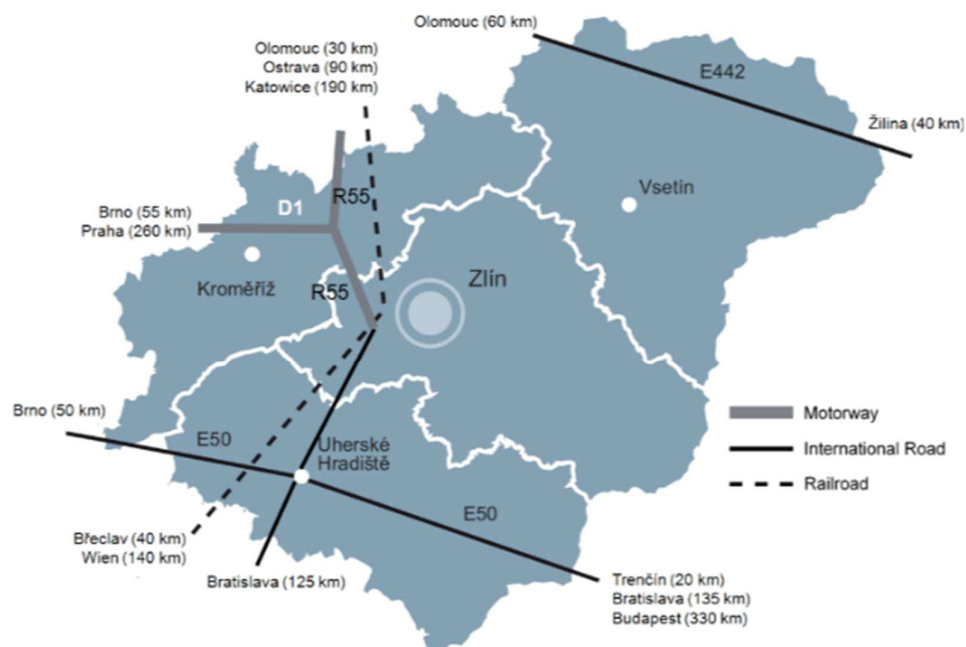 Olomouc (60 km)
Olomouc (30 km)
Ostrava (90 km)
Katowice (190 km)
E442
Žilina (40 km)
Vsetín
R55
D1
Brno (55 km)
Praha (260 km)
Kroměříž
R55
Zlín
Brno (50 km)
E50
Uherské
Hradiště
Motorway
International Road
Railroad
E50
Břeclav (40 km)
Wien (140 km)
Bratislava (125 km)
Trenčín (20 km)
Bratislava (135 km)
Budapest (330 km)